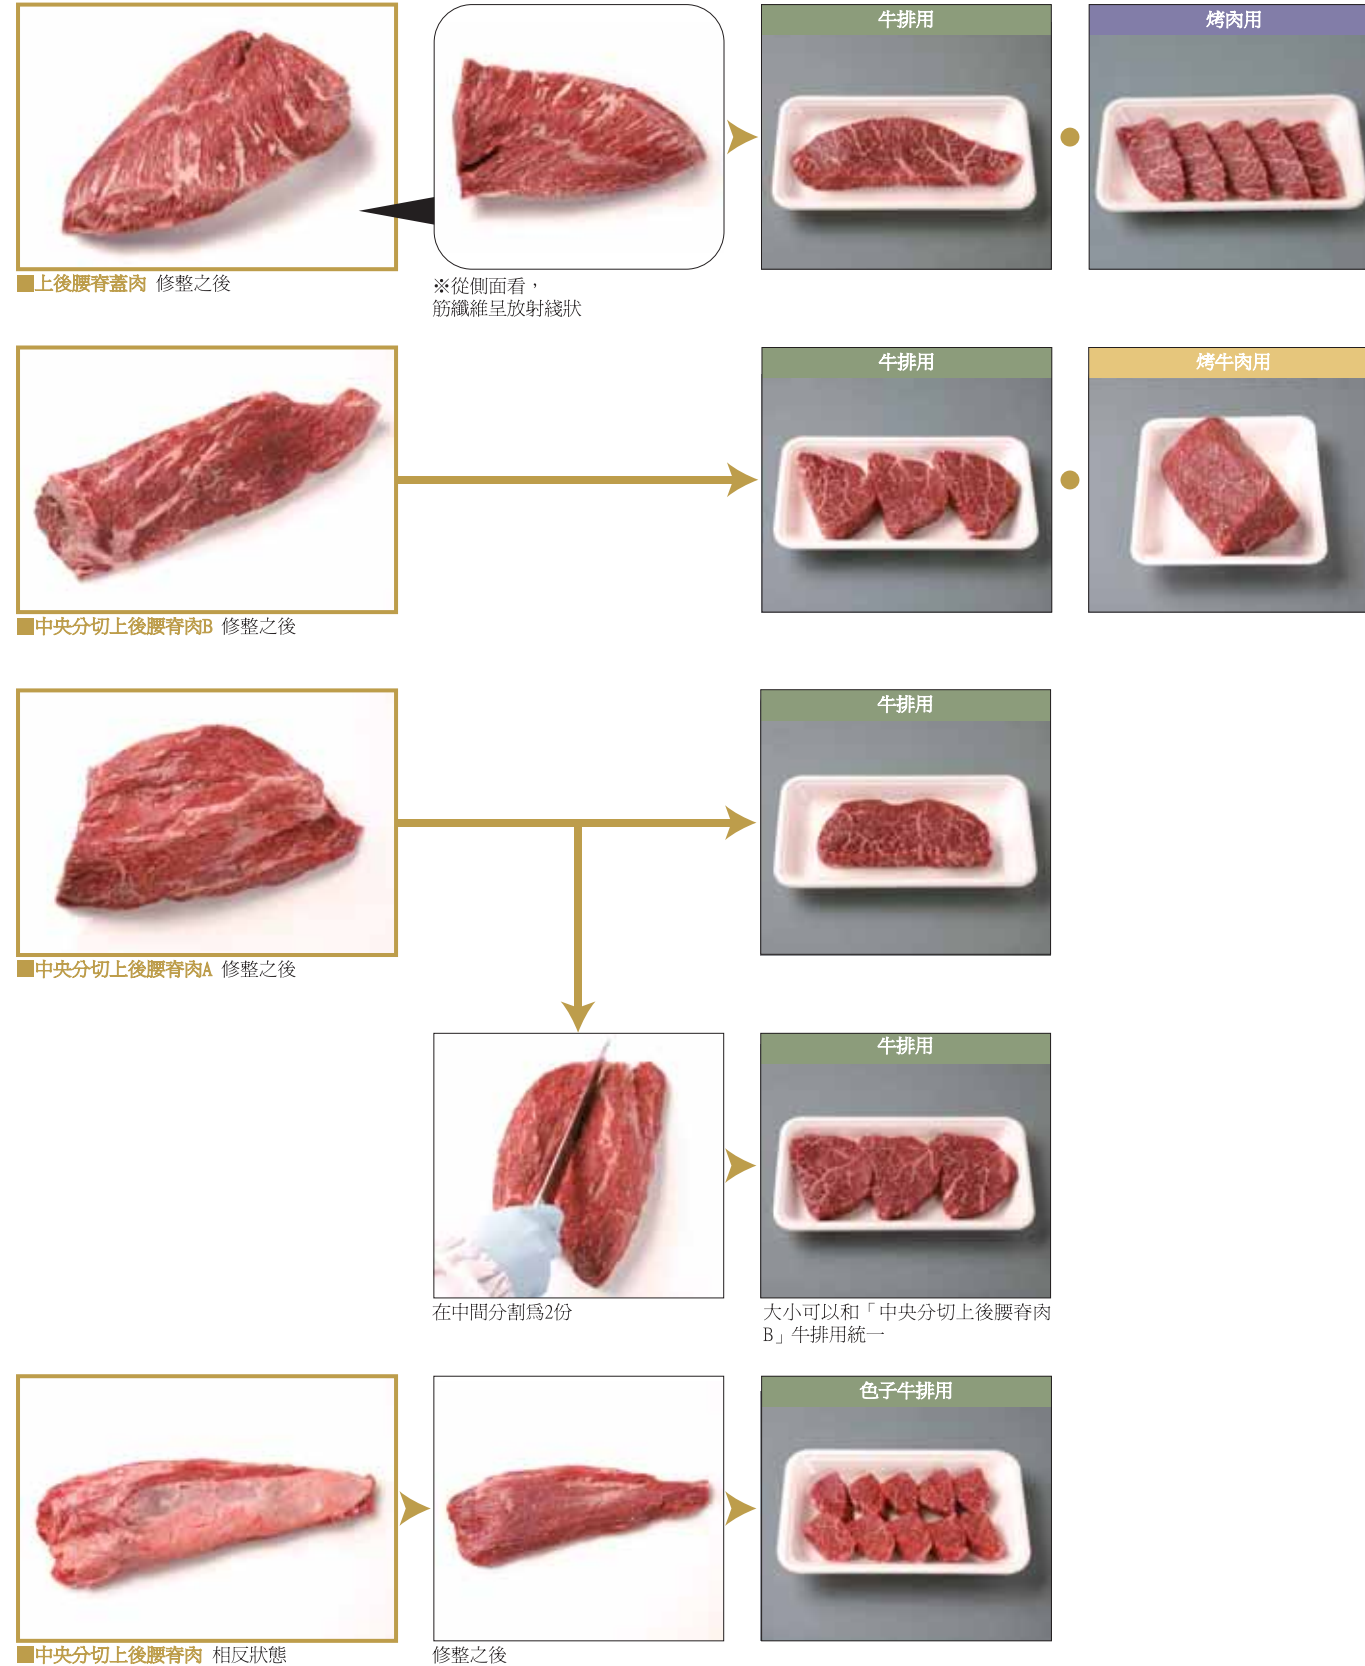 牛排用
烤肉用
■上後腰脊蓋肉 修整之後
※從側面看，
筋纖維呈放射綫狀
牛排用
烤牛肉用
■中央分切上後腰脊肉B 修整之後
牛排用
■中央分切上後腰脊肉A 修整之後
牛排用
在中間分割爲2份
大小可以和「中央分切上後腰脊肉
B」牛排用統一
色子牛排用
■中央分切上後腰脊肉 相反狀態
修整之後